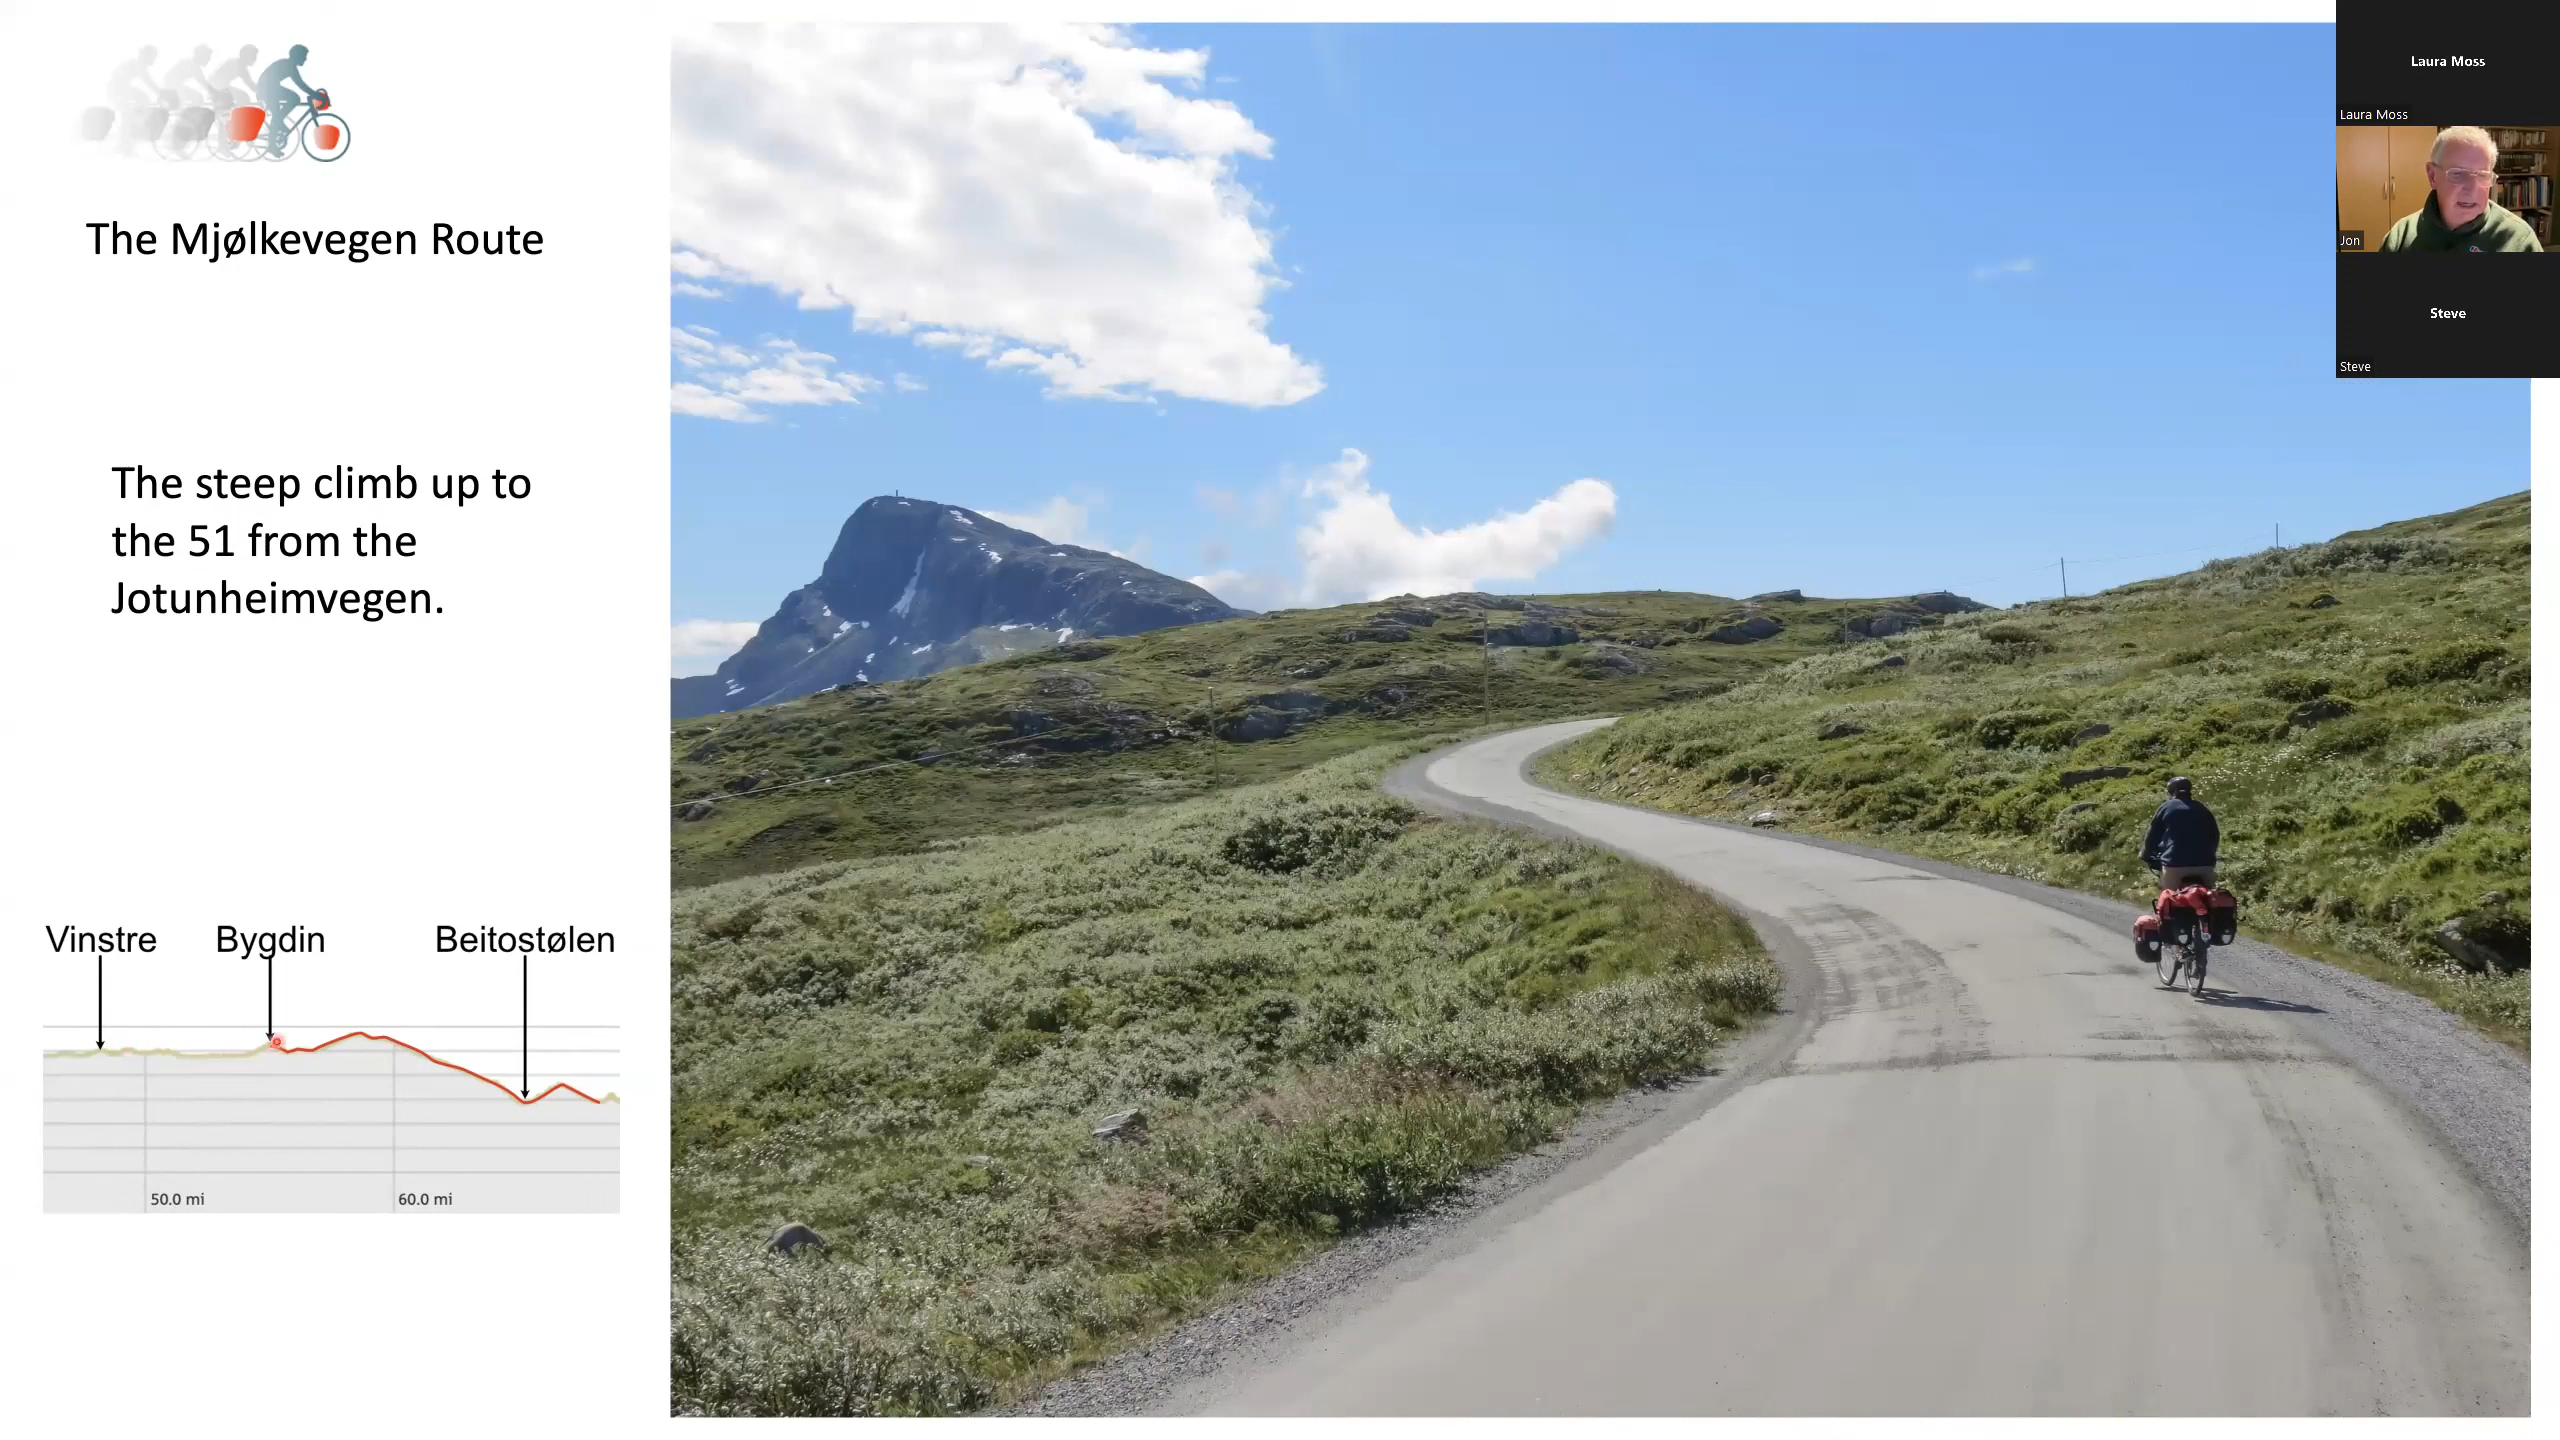 The Mjølkevegen Route
The steep climb up to
the 51 from the
Jotunheimvegen.
Vinstre
Bygdin
Beitostølen
50.0 mi
60.0 mi
Laura Moss
Laura Moss
Jon
Steve
Steve